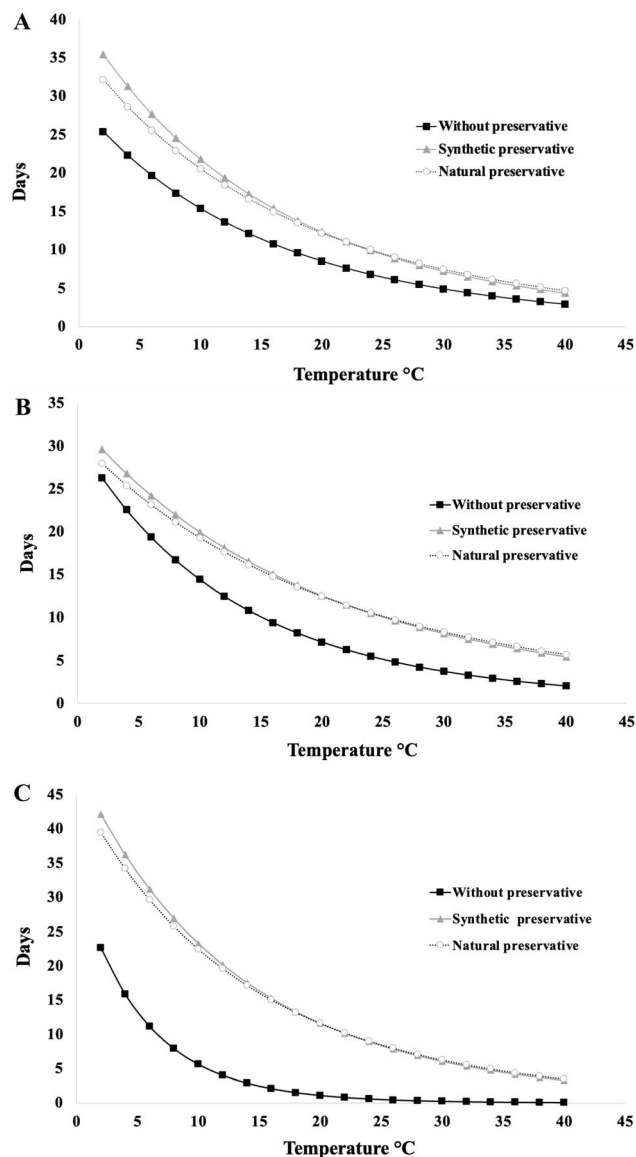 A
40
35
30
25
20
15
10
5
0
Days
Without preservative
Synthetic preservative
Natural preservative
0 5 10 15 20 25 30 35 40 45
Temperature °C
B
35
30
25
20
15
10
5
0
Days
Without preservative
Synthetic preservative
Natural preservative
0 5 10 15 20 25 30 35 40 45
Temperature °C
C
45
40
35
30
25
20
15
10
5
0
Days
Without preservative
Synthetic preservative
Natural preservative
0 5 10 15 20 25 30 35 40 45
Temperature °C